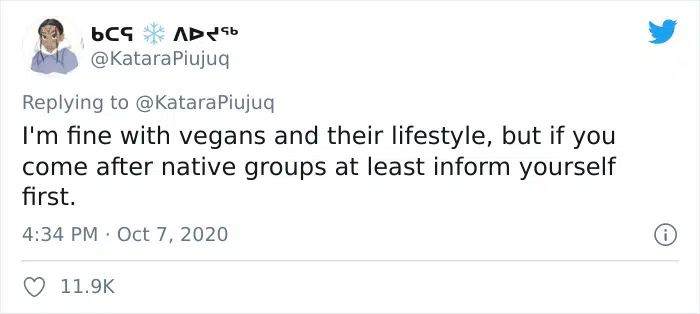 ᑲᑕᕋ ❄️ ᐱᐅᔪᖅ
@KataraPiujuq
Replying to @KataraPiujuq
I'm fine with vegans and their lifestyle, but if you
come after native groups at least inform yourself
first.
4:34 PM · Oct 7, 2020
11.9K